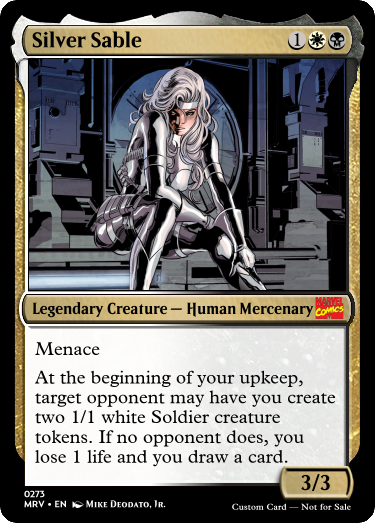 Silver Sable 1
Legendary Creature — Human Mercenary MARVEL
COMICS
Menace
At the beginning of your upkeep,
target opponent may have you create
two 1/1 white Soldier creature
tokens. If no opponent does, you
lose 1 life and you draw a card.
3/3
0273
MRV • EN Mike Deodato, Jr.
Custom Card — Not for Sale